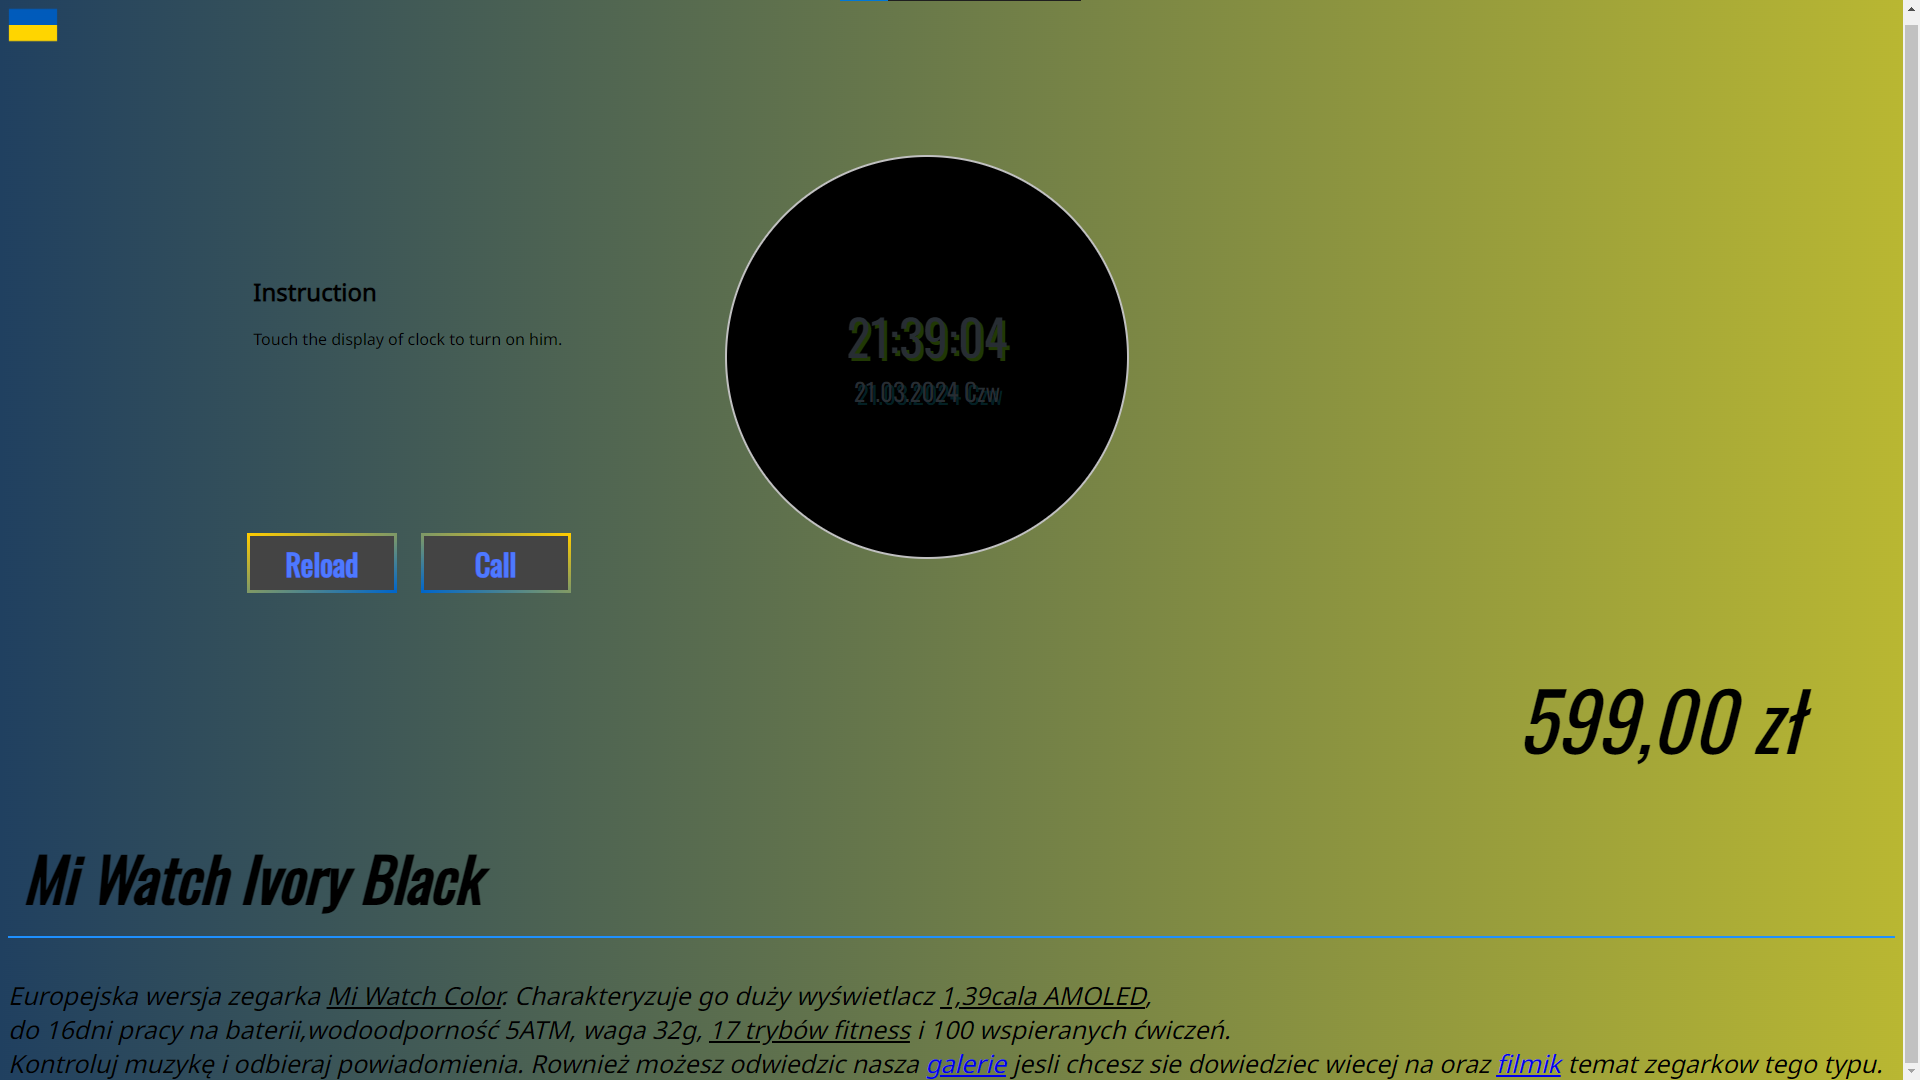 Instruction
Touch the display of clock to turn on him.
21:39:04
21.03.2024 Czw
Reload
Call
599,00 zł
Mi Watch Ivory Black
Europejska wersja zegarka Mi Watch Color. Charakteryzuje go duży wyświetlacz 1,39cala AMOLED,
do 16dni pracy na baterii,wodoodporność 5ATM, waga 32g, 17 trybów fitness i 100 wspieranych ćwiczeń.
Kontroluj muzykę i odbieraj powiadomienia. Rownież możesz odwiedzic nasza galerie jesli chcesz sie dowiedziec wiecej na oraz filmik temat zegarkow tego typu.